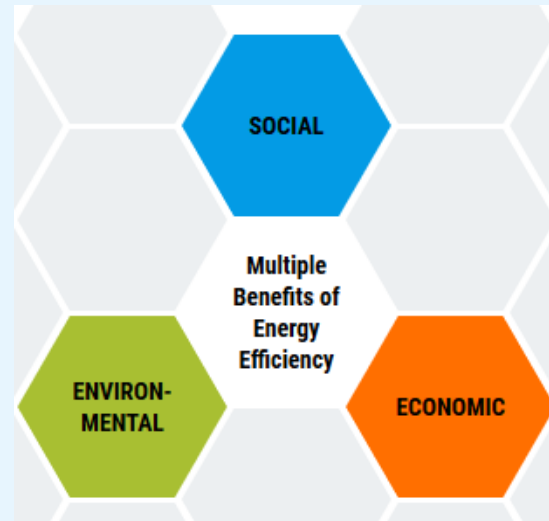 SOCIAL
Multiple
Benefits of
Energy
Efficiency
ENVIRON-
MENTAL
ECONOMIC